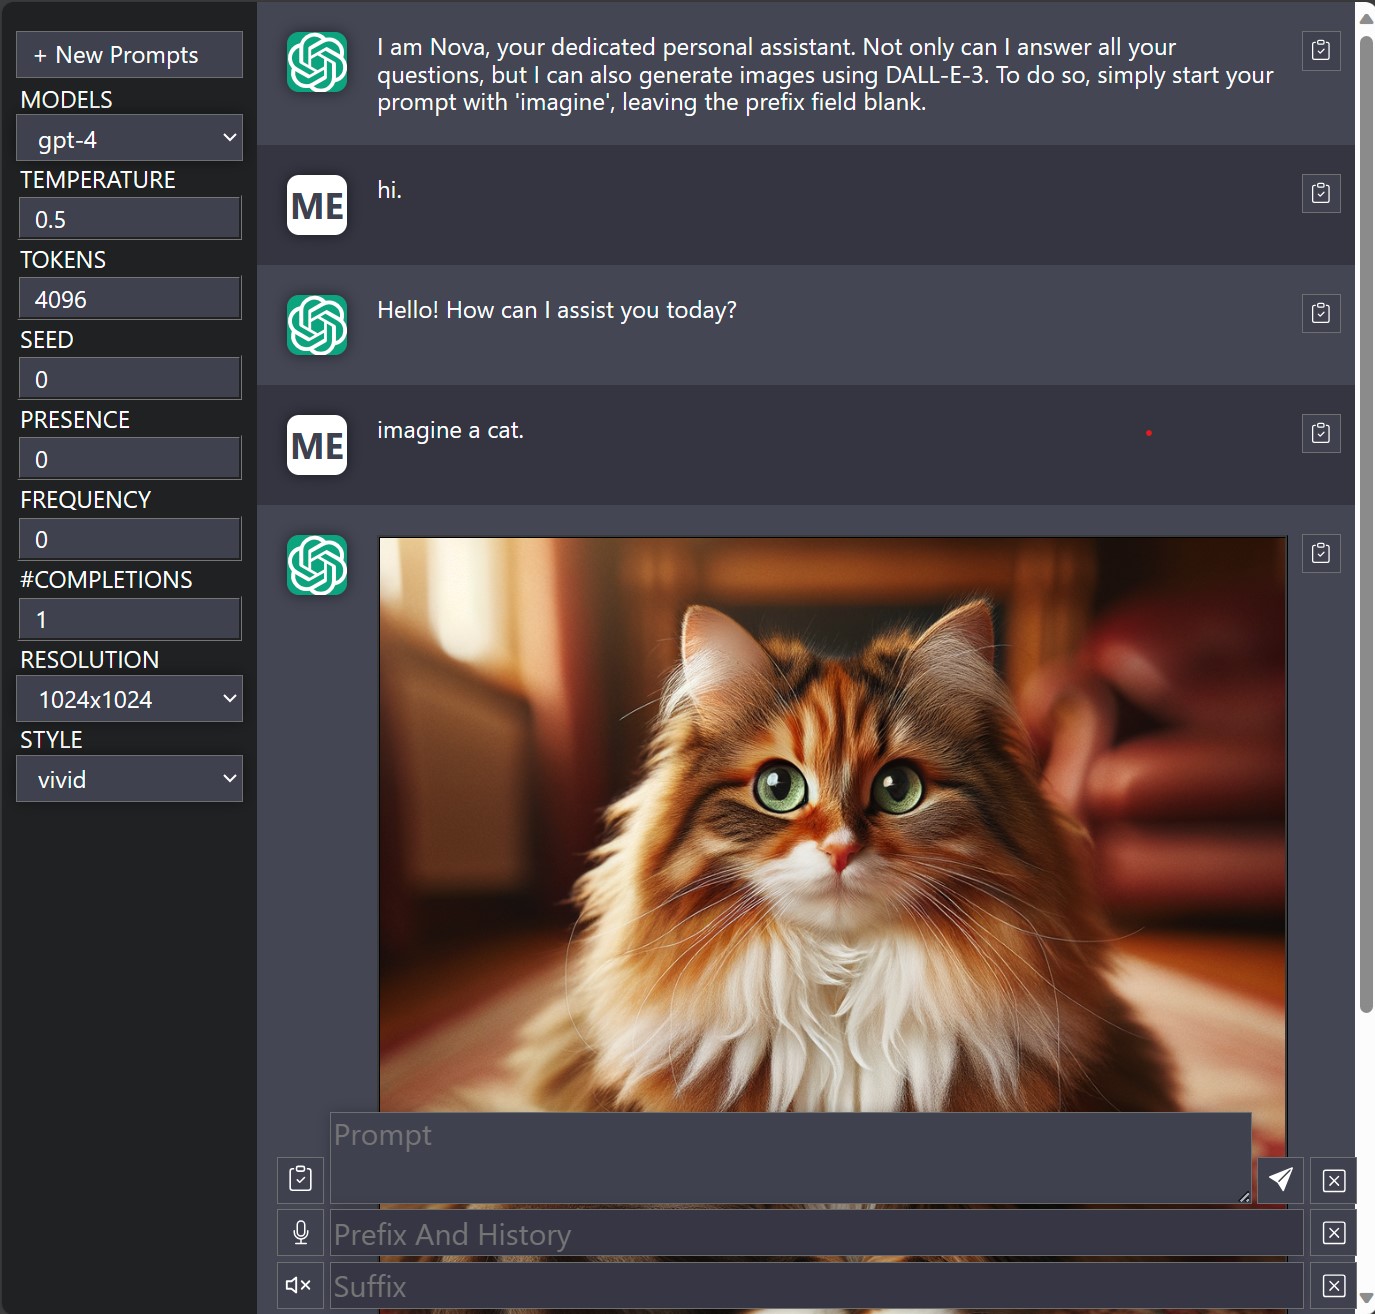 + New Prompts
MODELS
gpt-4
TEMPERATURE
0.5
TOKENS
4096
SEED
0
PRESENCE
0
FREQUENCY
0
#COMPLETIONS
1
RESOLUTION
1024x1024
STYLE
vivid
I am Nova, your dedicated personal assistant. Not only can I answer all your
questions, but I can also generate images using DALL-E-3. To do so, simply start your
prompt with 'imagine', leaving the prefix field blank.
ME
hi.
Hello! How can I assist you today?
ME
imagine a cat.
Prompt
Prefix And History
Suffix